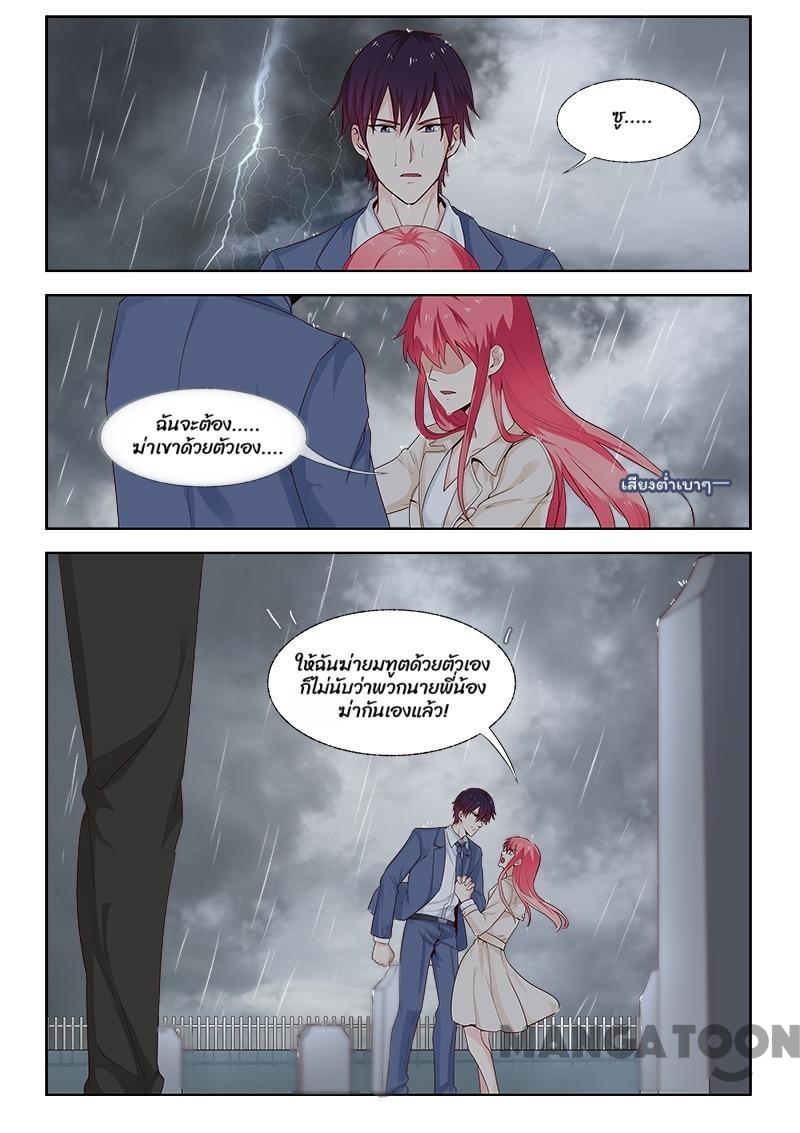 ซู.....
ฉันจะต้อง.....
ฆ่าเขาด้วยตัวเอง....
เสียงต่ำเบาๆ—
ให้ฉันฆ่ายมทูตด้วยตัวเอง
ก็ไม่นับว่าพวกนายพี่น้อง
ฆ่ากันเองแล้ว!
MANGATOON